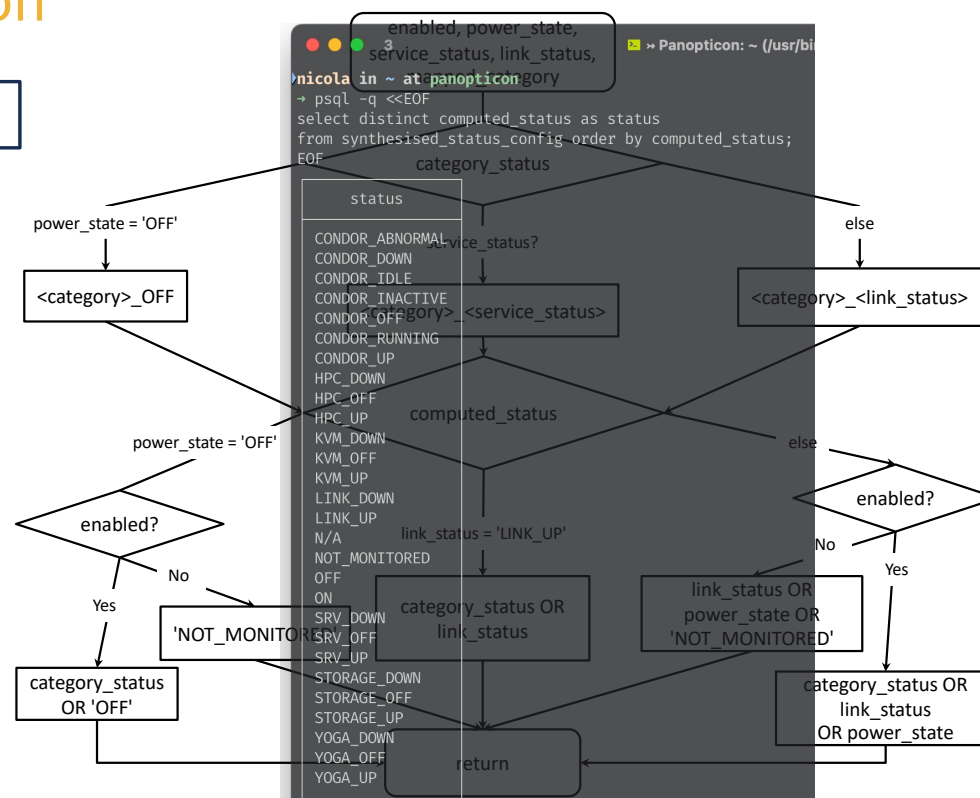 on
enabled, power_state,
service_status, link_status,
mapped_category
3
>_ ↣ Panopticon: ~ (/usr/bin
nicola in ~ at panopticon
→ psql -q <<EOF
select distinct computed_status as status
from synthesised_status_config order by computed_status;
EOF
category_status
power_state = 'OFF'
service_status?
else
<category>_OFF
<category>_<service_status>
<category>_<link_status>
computed_status
power_state = 'OFF'
link_status = 'LINK_UP'
else
enabled?
enabled?
No
Yes
No
Yes
'NOT_MONITORED'
category_status OR
link_status
link_status OR
power_state OR
'NOT_MONITORED'
category_status
OR 'OFF'
category_status OR
link_status
OR power_state
return
status
CONDOR_ABNORMAL
CONDOR_DOWN
CONDOR_IDLE
CONDOR_INACTIVE
CONDOR_OFF
CONDOR_RUNNING
CONDOR_UP
HPC_DOWN
HPC_OFF
HPC_UP
KVM_DOWN
KVM_OFF
KVM_UP
LINK_DOWN
LINK_UP
N/A
NOT_MONITORED
OFF
ON
SRV_DOWN
SRV_OFF
SRV_UP
STORAGE_DOWN
STORAGE_OFF
STORAGE_UP
YOGA_DOWN
YOGA_OFF
YOGA_UP